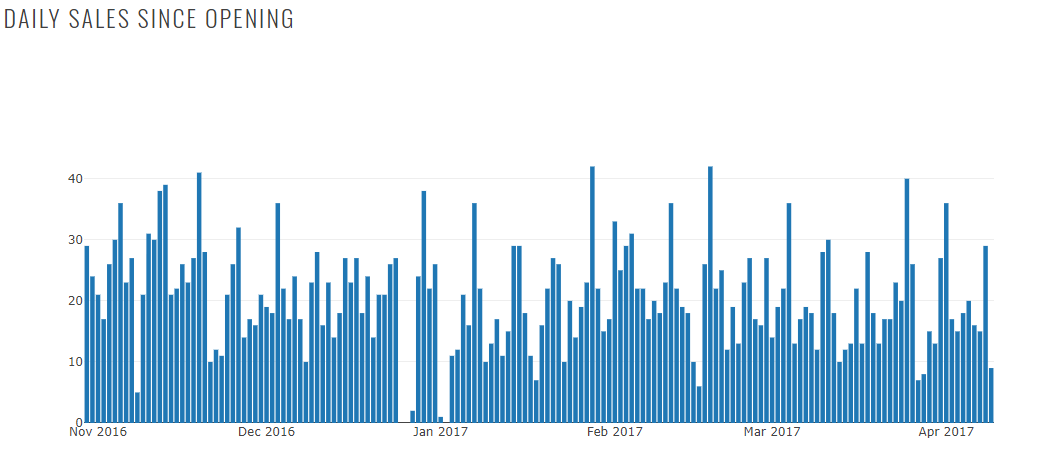 DAILY SALES SINCE OPENING
40
30
20
10
0
Nov 2016 Dec 2016 Jan 2017 Feb 2017 Mar 2017 Apr 2017